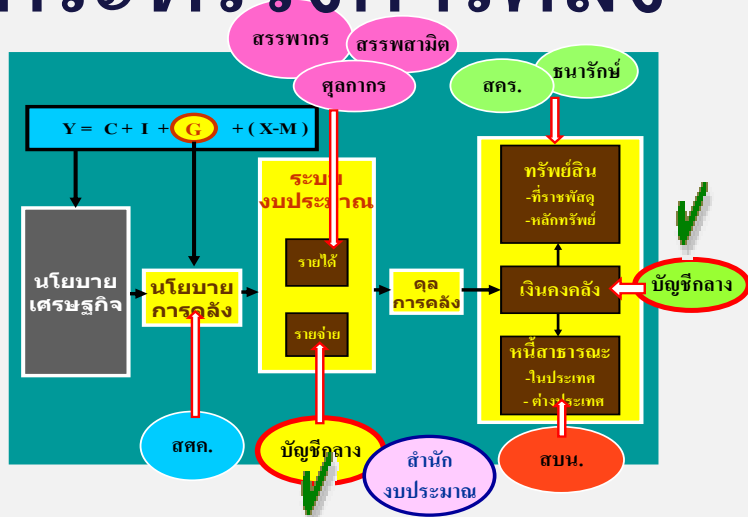 สรรพากร
สรรพสามิต
ศุลกากร
สคร.
ธนารักษ์
Y = C + I + G + ( X-M )
ระบบ
งบประมาณ
รายได้
รายจ่าย
ทรัพย์สิน
-ที่ราชพัสดุ
-หลักทรัพย์
นโยบาย
เศรษฐกิจ
นโยบาย
การคลัง
ดุล
การคลัง
เงินคงคลัง
บัญชีกลาง
หนี้สาธารณะ
-ในประเทศ
- ต่างประเทศ
สศค.
บัญชีกลาง
สำนัก
งบประมาณ
สบน.